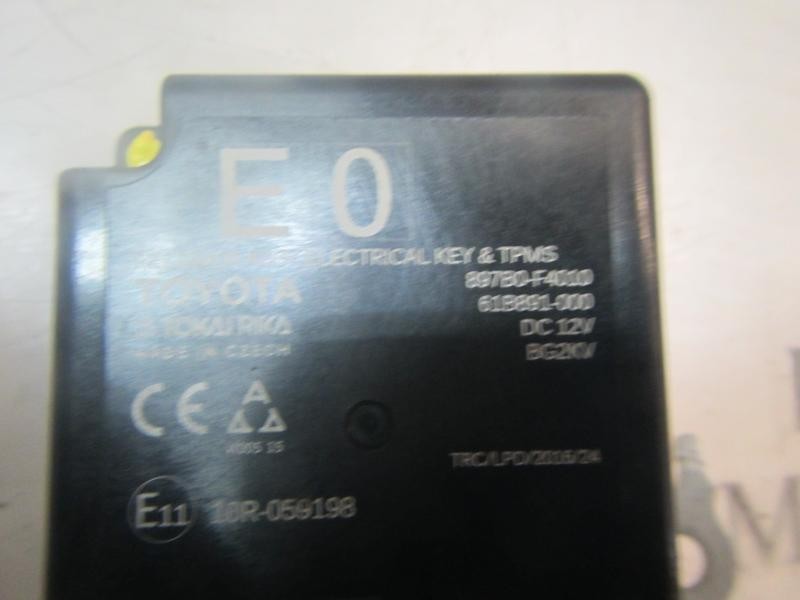 E 0
ELECTRICAL KEY & TPMS
TOYOTA
897B0-F4010
61B891-000
TOKAI RIKA
DC 12V
MADE IN CZECH
BG2KV
CE
A
TRC/LPD/2016/24
E11 10R-059198
M